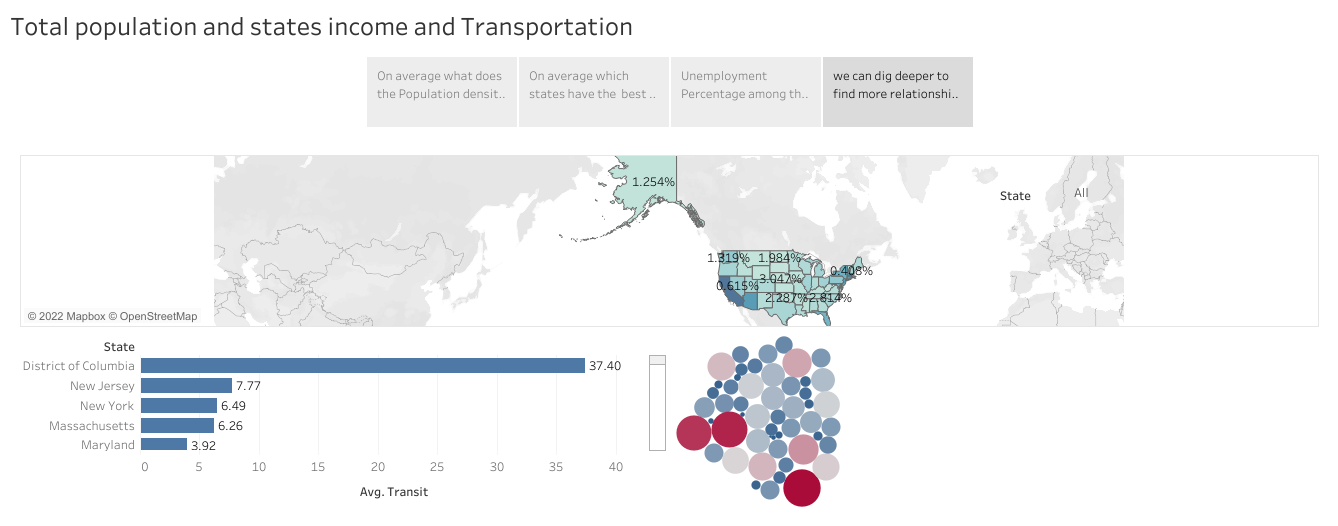 Total population and states income and Transportation
On average what does
the Population densit..
On average which
states have the best ..
Unemployment
Percentage among th..
we can dig deeper to
find more relationshi..
1.254%
State
All
1.319%
1.984%
0.408%
3.047%
0.615%
2.287%
2.814%
© 2022 Mapbox © OpenStreetMap
State
District of Columbia
37.40
New Jersey
7.77
New York
6.49
Massachusetts
6.26
Maryland
3.92
0 5 10 15 20 25 30 35 40
Avg. Transit